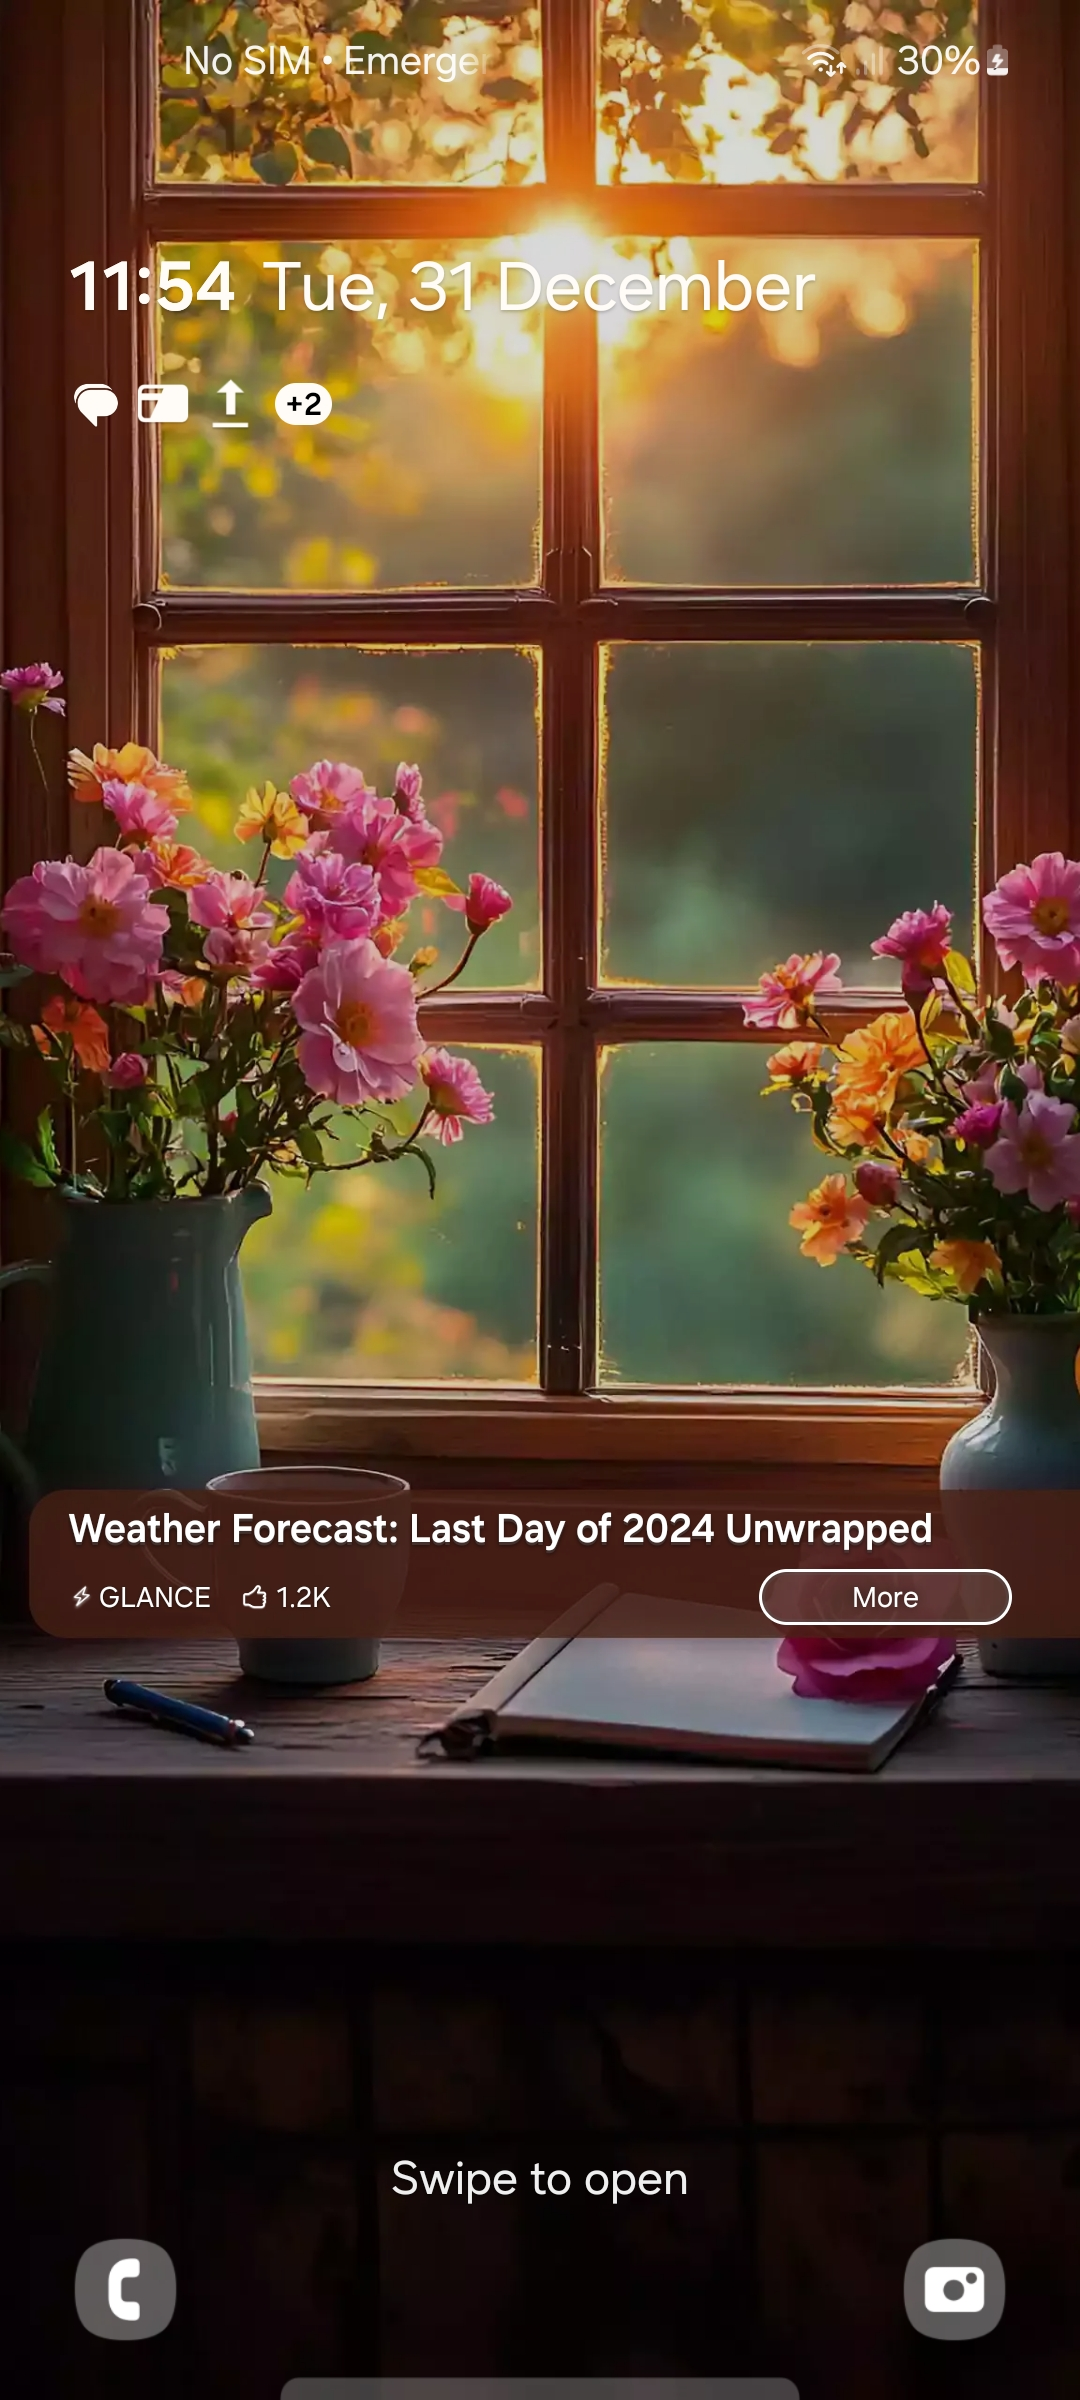 No SIM • Emerge
30%
11:54 Tue, 31 December
+2
Weather Forecast: Last Day of 2024 Unwrapped
GLANCE 1.2K
More
Swipe to open